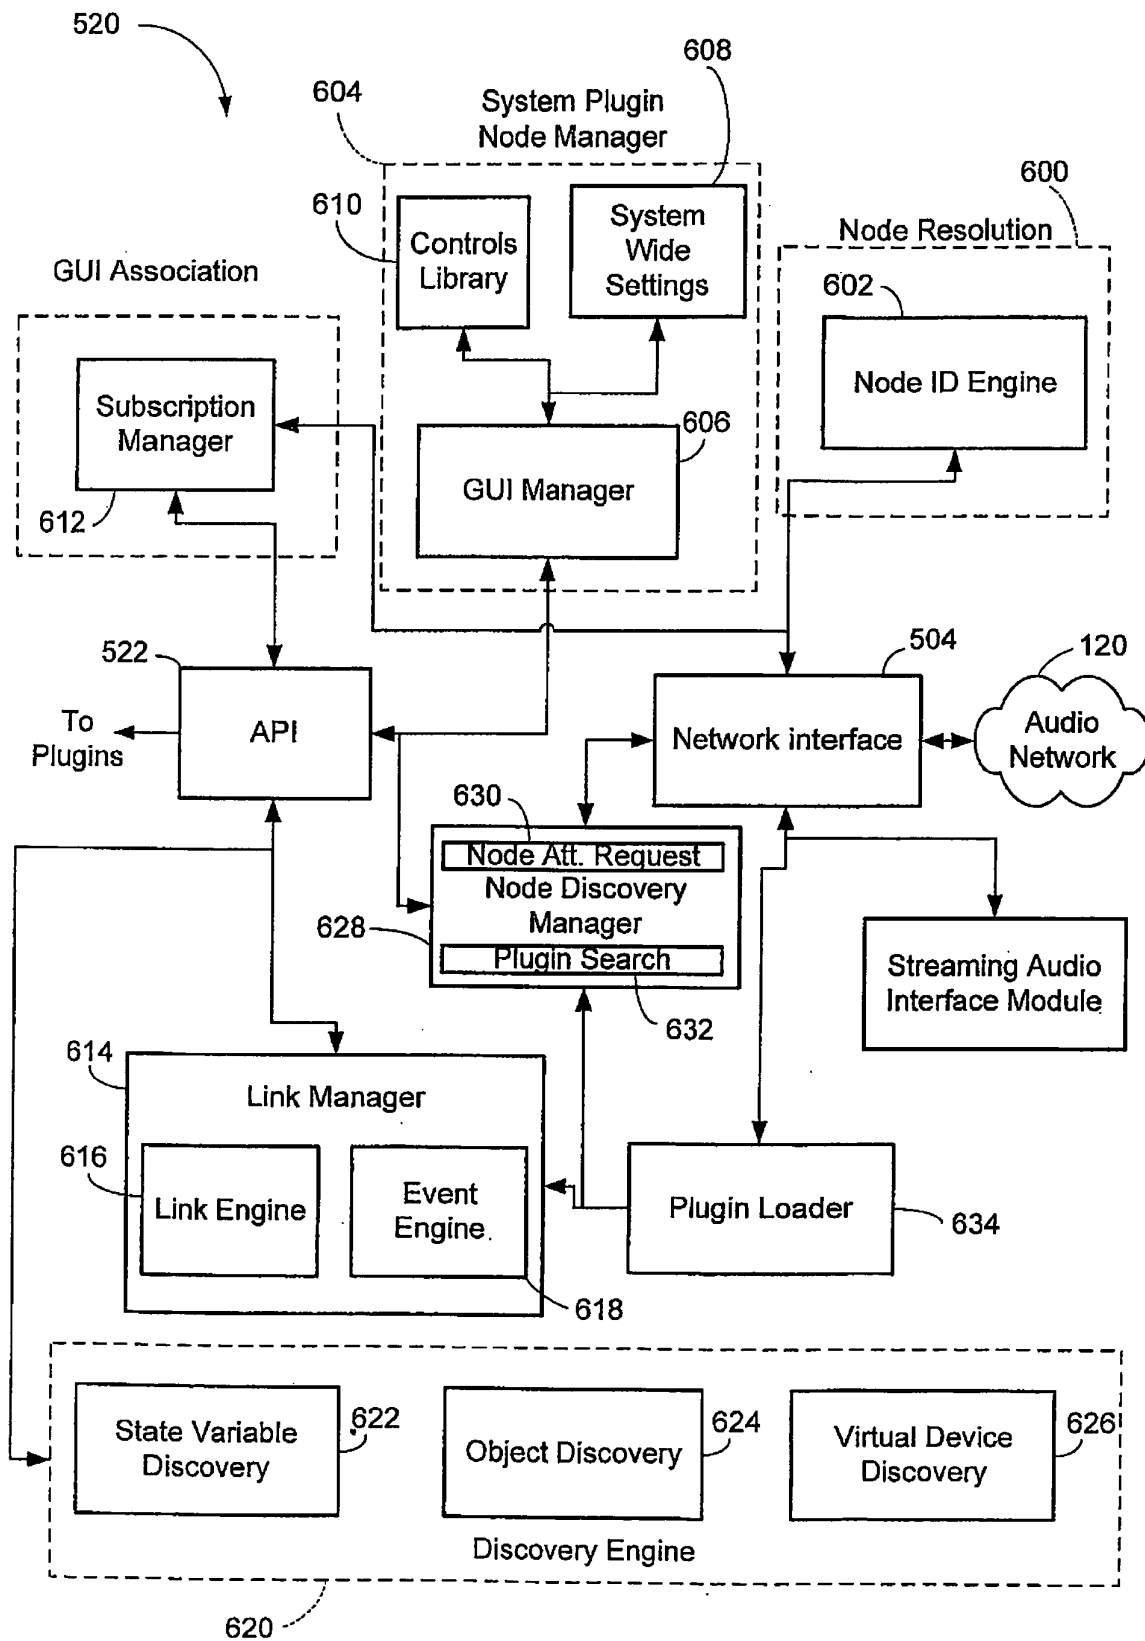 520
608
604
System Plugin
Node Manager
600
610
Controls
Library
System
Wide
Settings
Node Resolution
GUI Association
602
Node ID Engine
Subscription
Manager
606
GUI Manager
612
522
504
120
To
Plugins
API
Network interface
Audio
Network
630
Node Att. Request
Node Discovery
Manager
628
Plugin Search
Streaming Audio
Interface Module
632
614
Link Manager
616
Link Engine
Event
Engine
Plugin Loader
634
618
State Variable
Discovery
622
Object Discovery
624
Virtual Device
Discovery
626
Discovery Engine
620